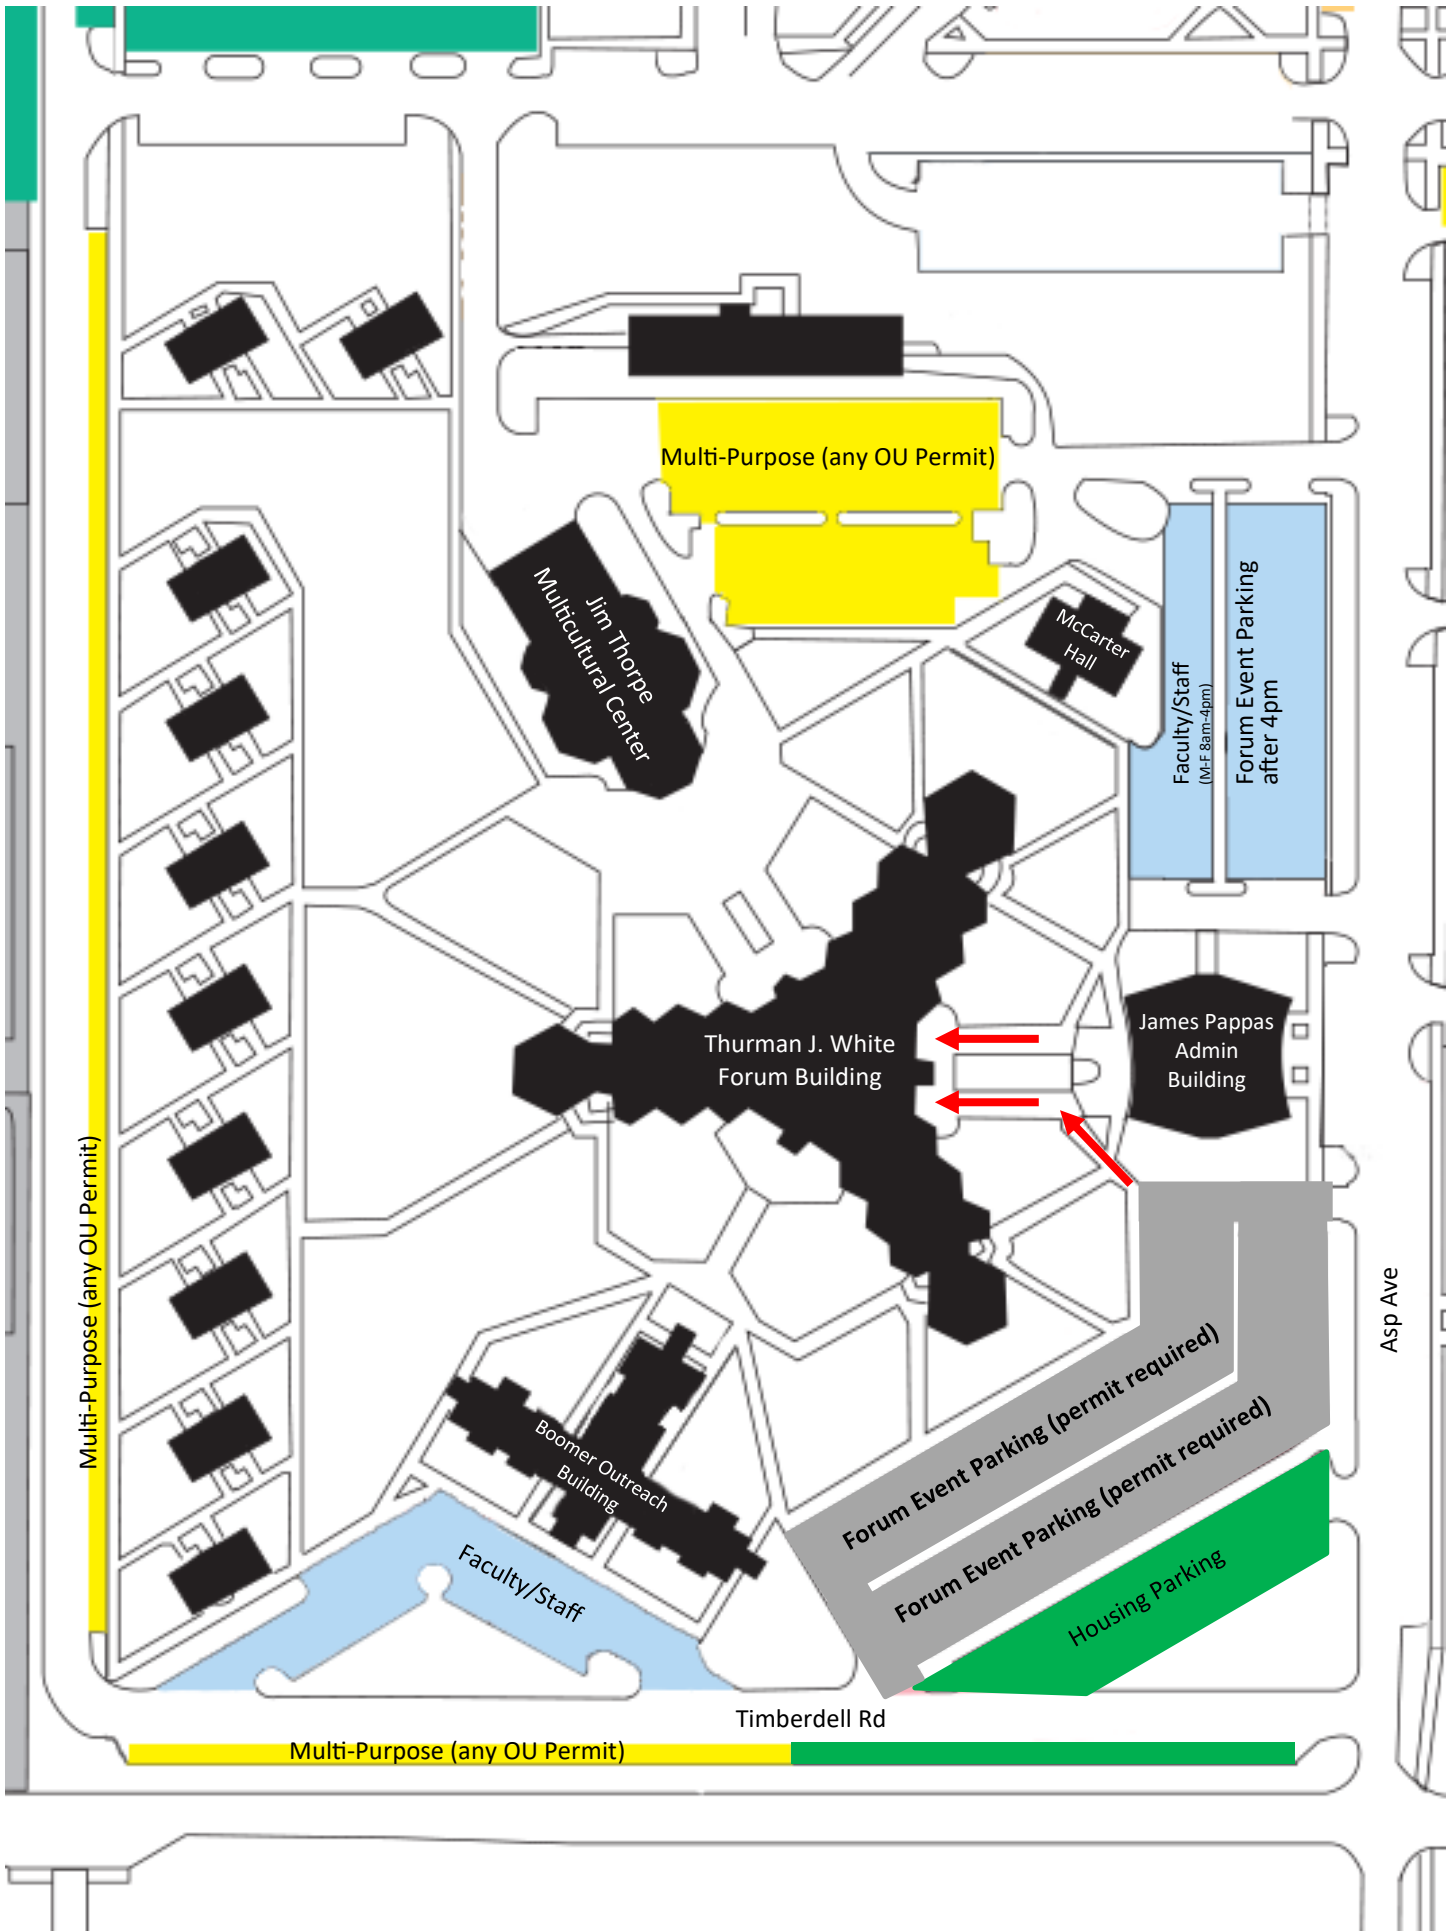 Multi-Purpose (any OU Permit)
Jim Thorpe
Multicultural Center
McCarter
Hall
Faculty/Staff
(M-F 8am-4pm)
Forum Event Parking
after 4pm
Thurman J. White
Forum Building
James Pappas
Admin
Building
Multi-Purpose (any OU Permit)
Asp Ave
Forum Event Parking (permit required)
Forum Event Parking (permit required)
Boomer Outreach
Building
Faculty/Staff
Housing Parking
Timberdell Rd
Multi-Purpose (any OU Permit)